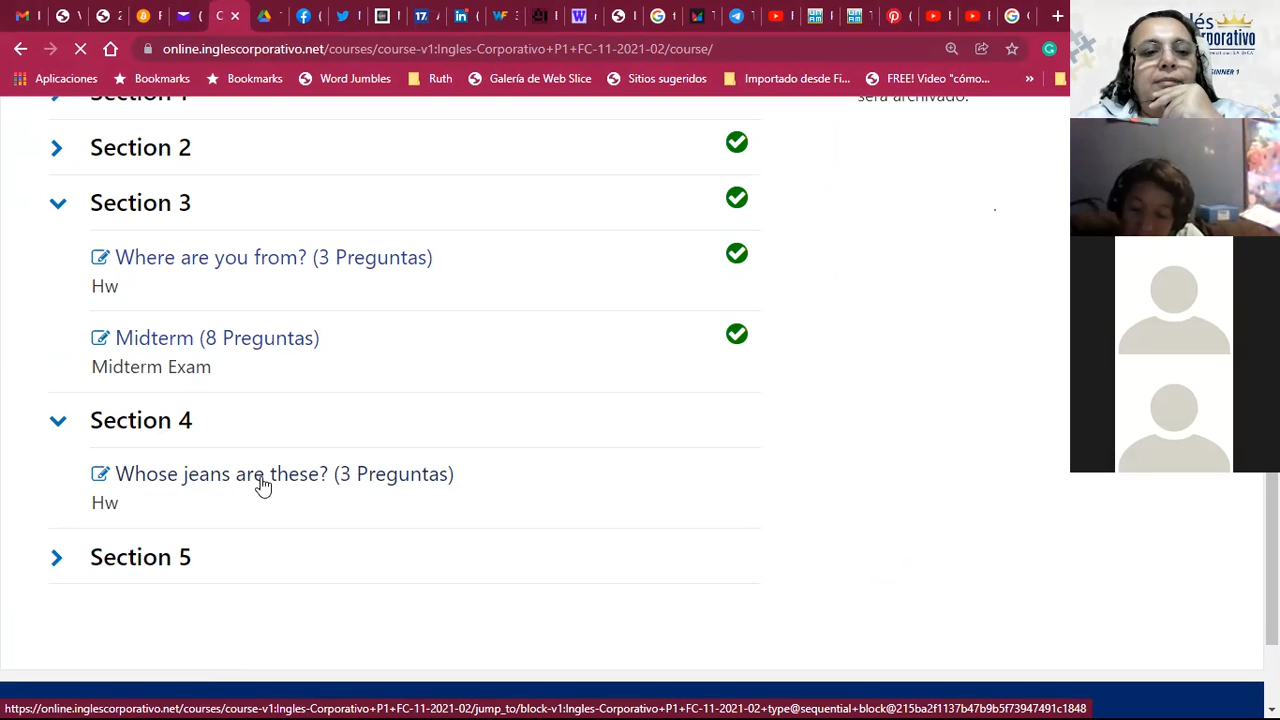 online.inglescorporativo.net/courses/course-v1:Ingles-Corporativo+P1+FC-11-2021-02/course/
Aplicaciones Bookmarks Bookmarks Word Jumbles Ruth Galeria de Web Slice Sitios sugeridos Importado desde Fi... FREE! Video "cómo... »
será archivado.
Section 2
Section 3
Where are you from? (3 Preguntas)
Hw
Midterm (8 Preguntas)
Midterm Exam
Section 4
Whose jeans are these? (3 Preguntas)
Hw
Section 5
https://online.inglescorporativo.net/courses/course-v1:Ingles-Corporativo+P1+FC-11-2021-02/jump_to/block-v1:Ingles-Corporativo+P1+FC-11-2021-02+type@sequential+block@215ba2f1137b47b9b5f73947491c1848